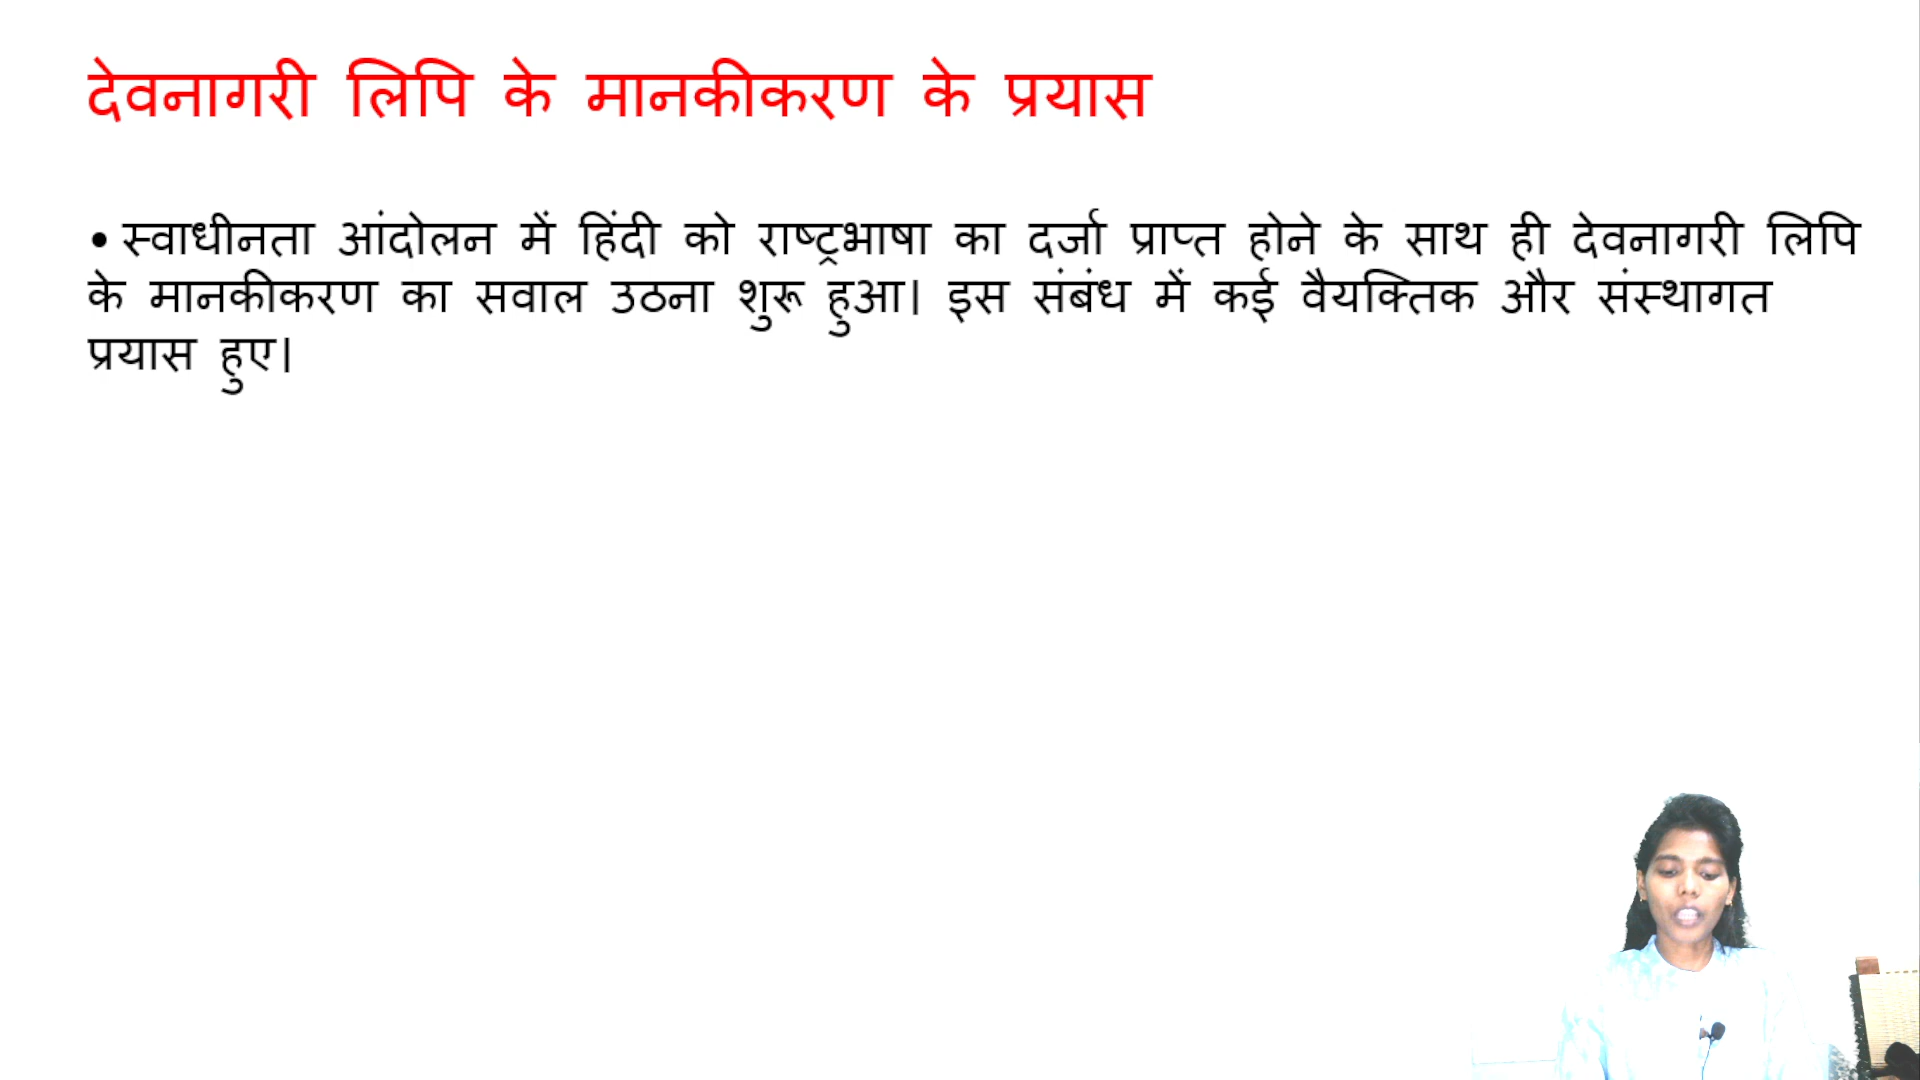 देवनागरी लिपि के मानकीकरण के प्रयास
• स्वाधीनता आंदोलन में हिंदी को राष्ट्रभाषा का दर्जा प्राप्त होने के साथ ही देवनागरी लिपि
के मानकीकरण का सवाल उठना शुरू हुआ। इस संबंध में कई वैयक्तिक और संस्थागत
प्रयास हुए।